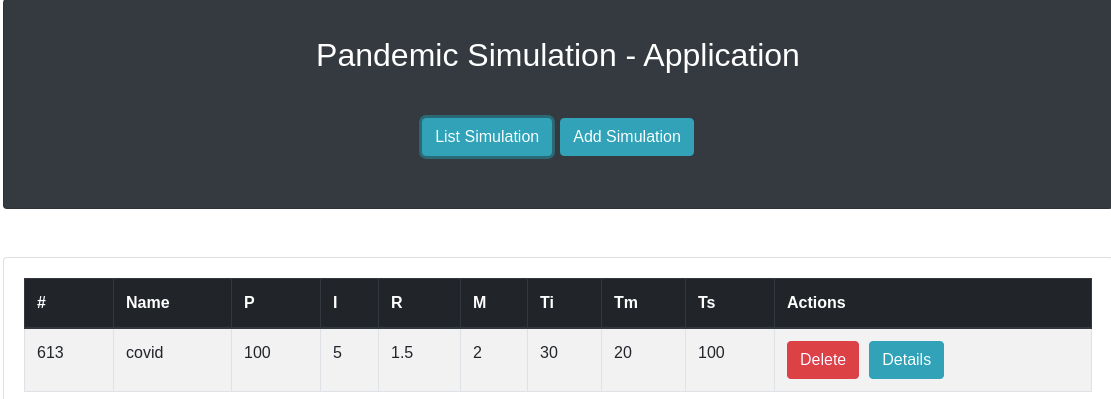 Pandemic Simulation - Application
List Simulation Add Simulation
# Name P I R M Ti Tm Ts Actions
613 covid 100 5 1.5 2 30 20 100 Delete Details